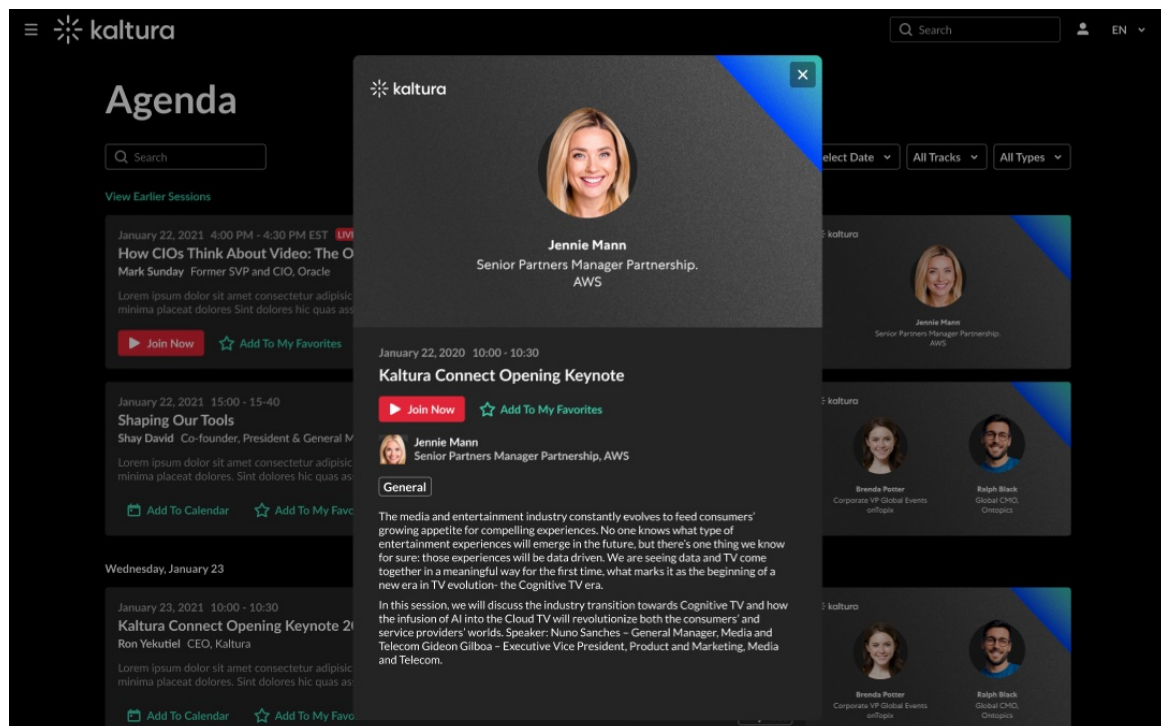 kaltura
Search
EN
Agenda
Search
elect Date
All Tracks
All Types
View Earlier Sessions
January 22, 2021 4:00 PM - 4:30 PM EST LIV
How CIOs Think About Video: The O
Mark Sunday Former SVP and CIO, Oracle
Lorem ipsum dolor sit amet consectetur adipisic
minima placeat dolores Sint dolores hic quas ass
Join Now
Add To My Favorites
January 22, 2021 15:00 - 15-40
Shaping Our Tools
Shay David Co-founder, President & General M
Lorem ipsum dolor sit amet consectetur adipisic
minima placeat dolores. Sint dolores hic quas as
Add To Calendar
Add To My Favo
Wednesday, January 23
January 23, 2021 10:00 - 10:30
Kaltura Connect Opening Keynote 20
Ron Yekutiel CEO, Kaltura
Lorem ipsum dolor sit amet consectetur adipisic
minima placeat dolores. Sint dolores hic quas as
Add To Calendar
Add To My Favo
kaltura
Jennie Mann
Senior Partners Manager Partnership.
AWS
January 22, 2020 10:00 - 10:30
Kaltura Connect Opening Keynote
Join Now
Add To My Favorites
Jennie Mann
Senior Partners Manager Partnership, AWS
General
The media and entertainment industry constantly evolves to feed consumers'
growing appetite for compelling experiences. No one knows what type of
entertainment experiences will emerge in the future, but there's one thing we know
for sure: those experiences will be data driven. We are seeing data and TV come
together in a meaningful way for the first time, what marks it as the beginning of a
new era in TV evolution- the Cognitive TV era.
In this session, we will discuss the industry transition towards Cognitive TV and how
the infusion of AI into the Cloud TV will revolutionize both the consumers' and
service providers' worlds. Speaker: Nuno Sanches – General Manager, Media and
Telecom Gideon Gilboa – Executive Vice President, Product and Marketing, Media
and Telecom.
kaltura
Jennie Mann
Senior Partners Manager Partnership.
AWS
kaltura
Brenda Potter
Corporate VP Global Events
onTopix
Ralph Black
Global CMO,
Ontopics
kaltura
Brenda Potter
Corporate VP Global Events
onTopix
Ralph Black
Global CMO,
Ontopics